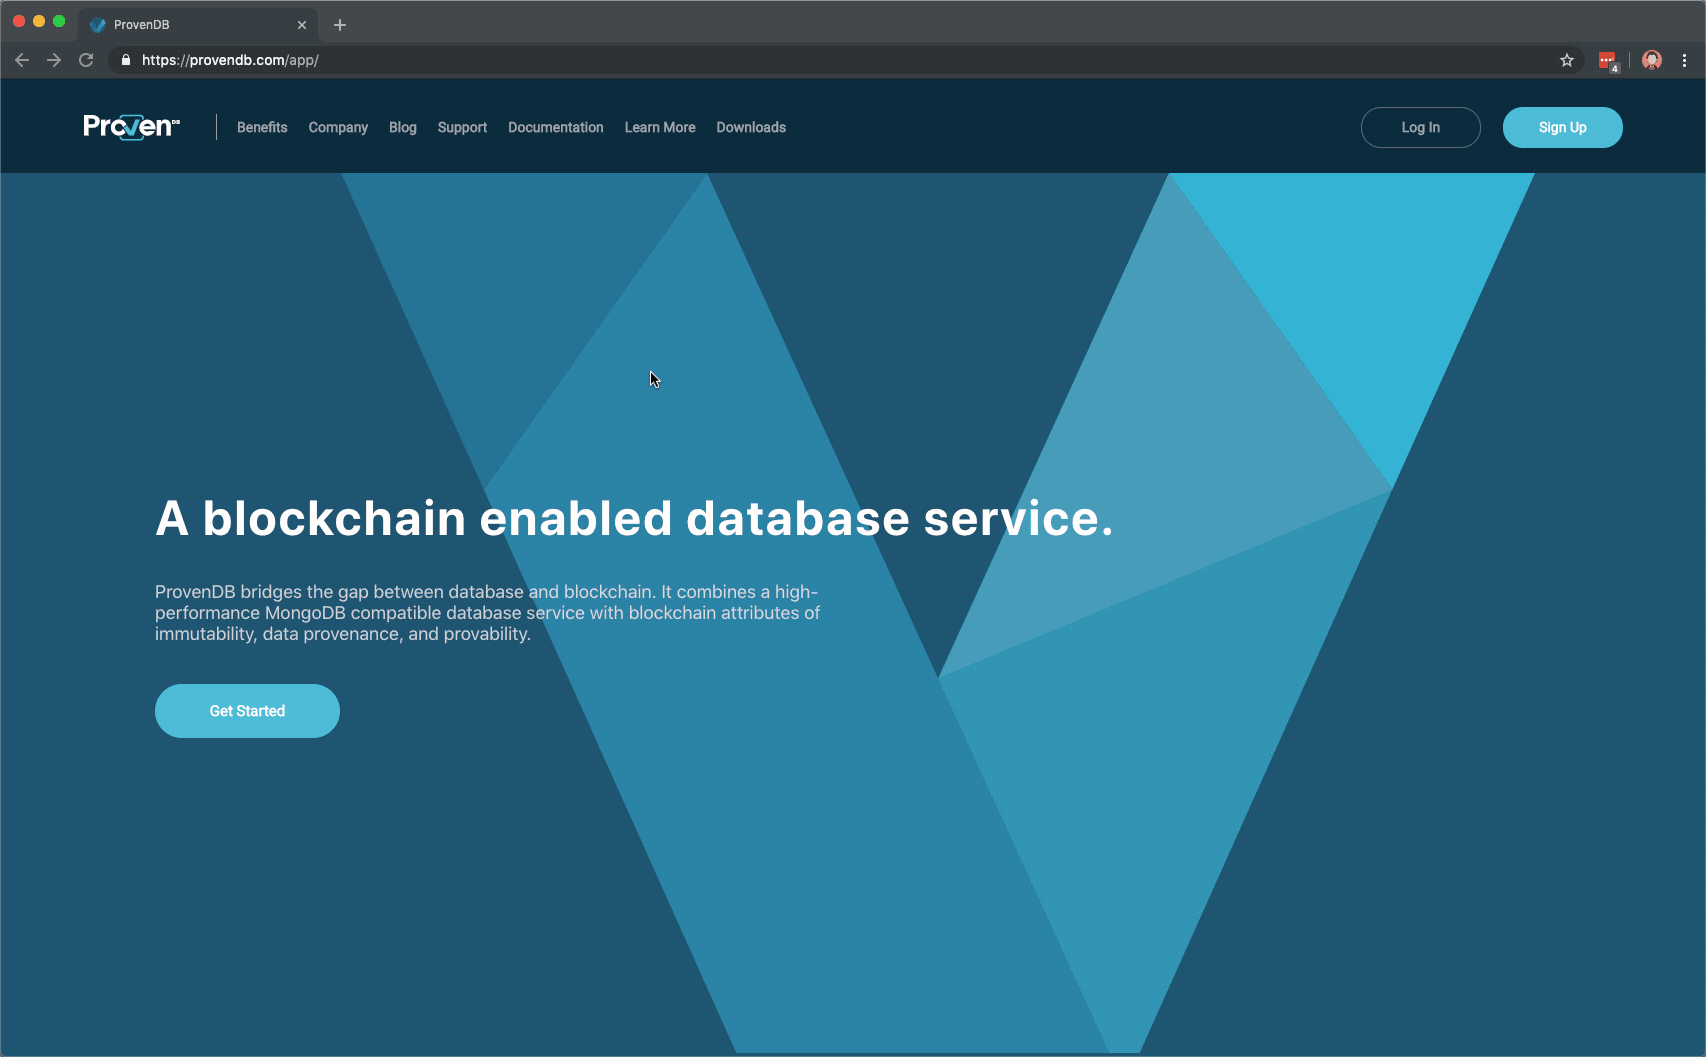 ProvenDB
https://provendb.com/app/
4
Proven DB
Benefits Company Blog Support Documentation Learn More Downloads
Log In Sign Up
A blockchain enabled database service.
ProvenDB bridges the gap between database and blockchain. It combines a high-
performance MongoDB compatible database service with blockchain attributes of
immutability, data provenance, and provability.
Get Started